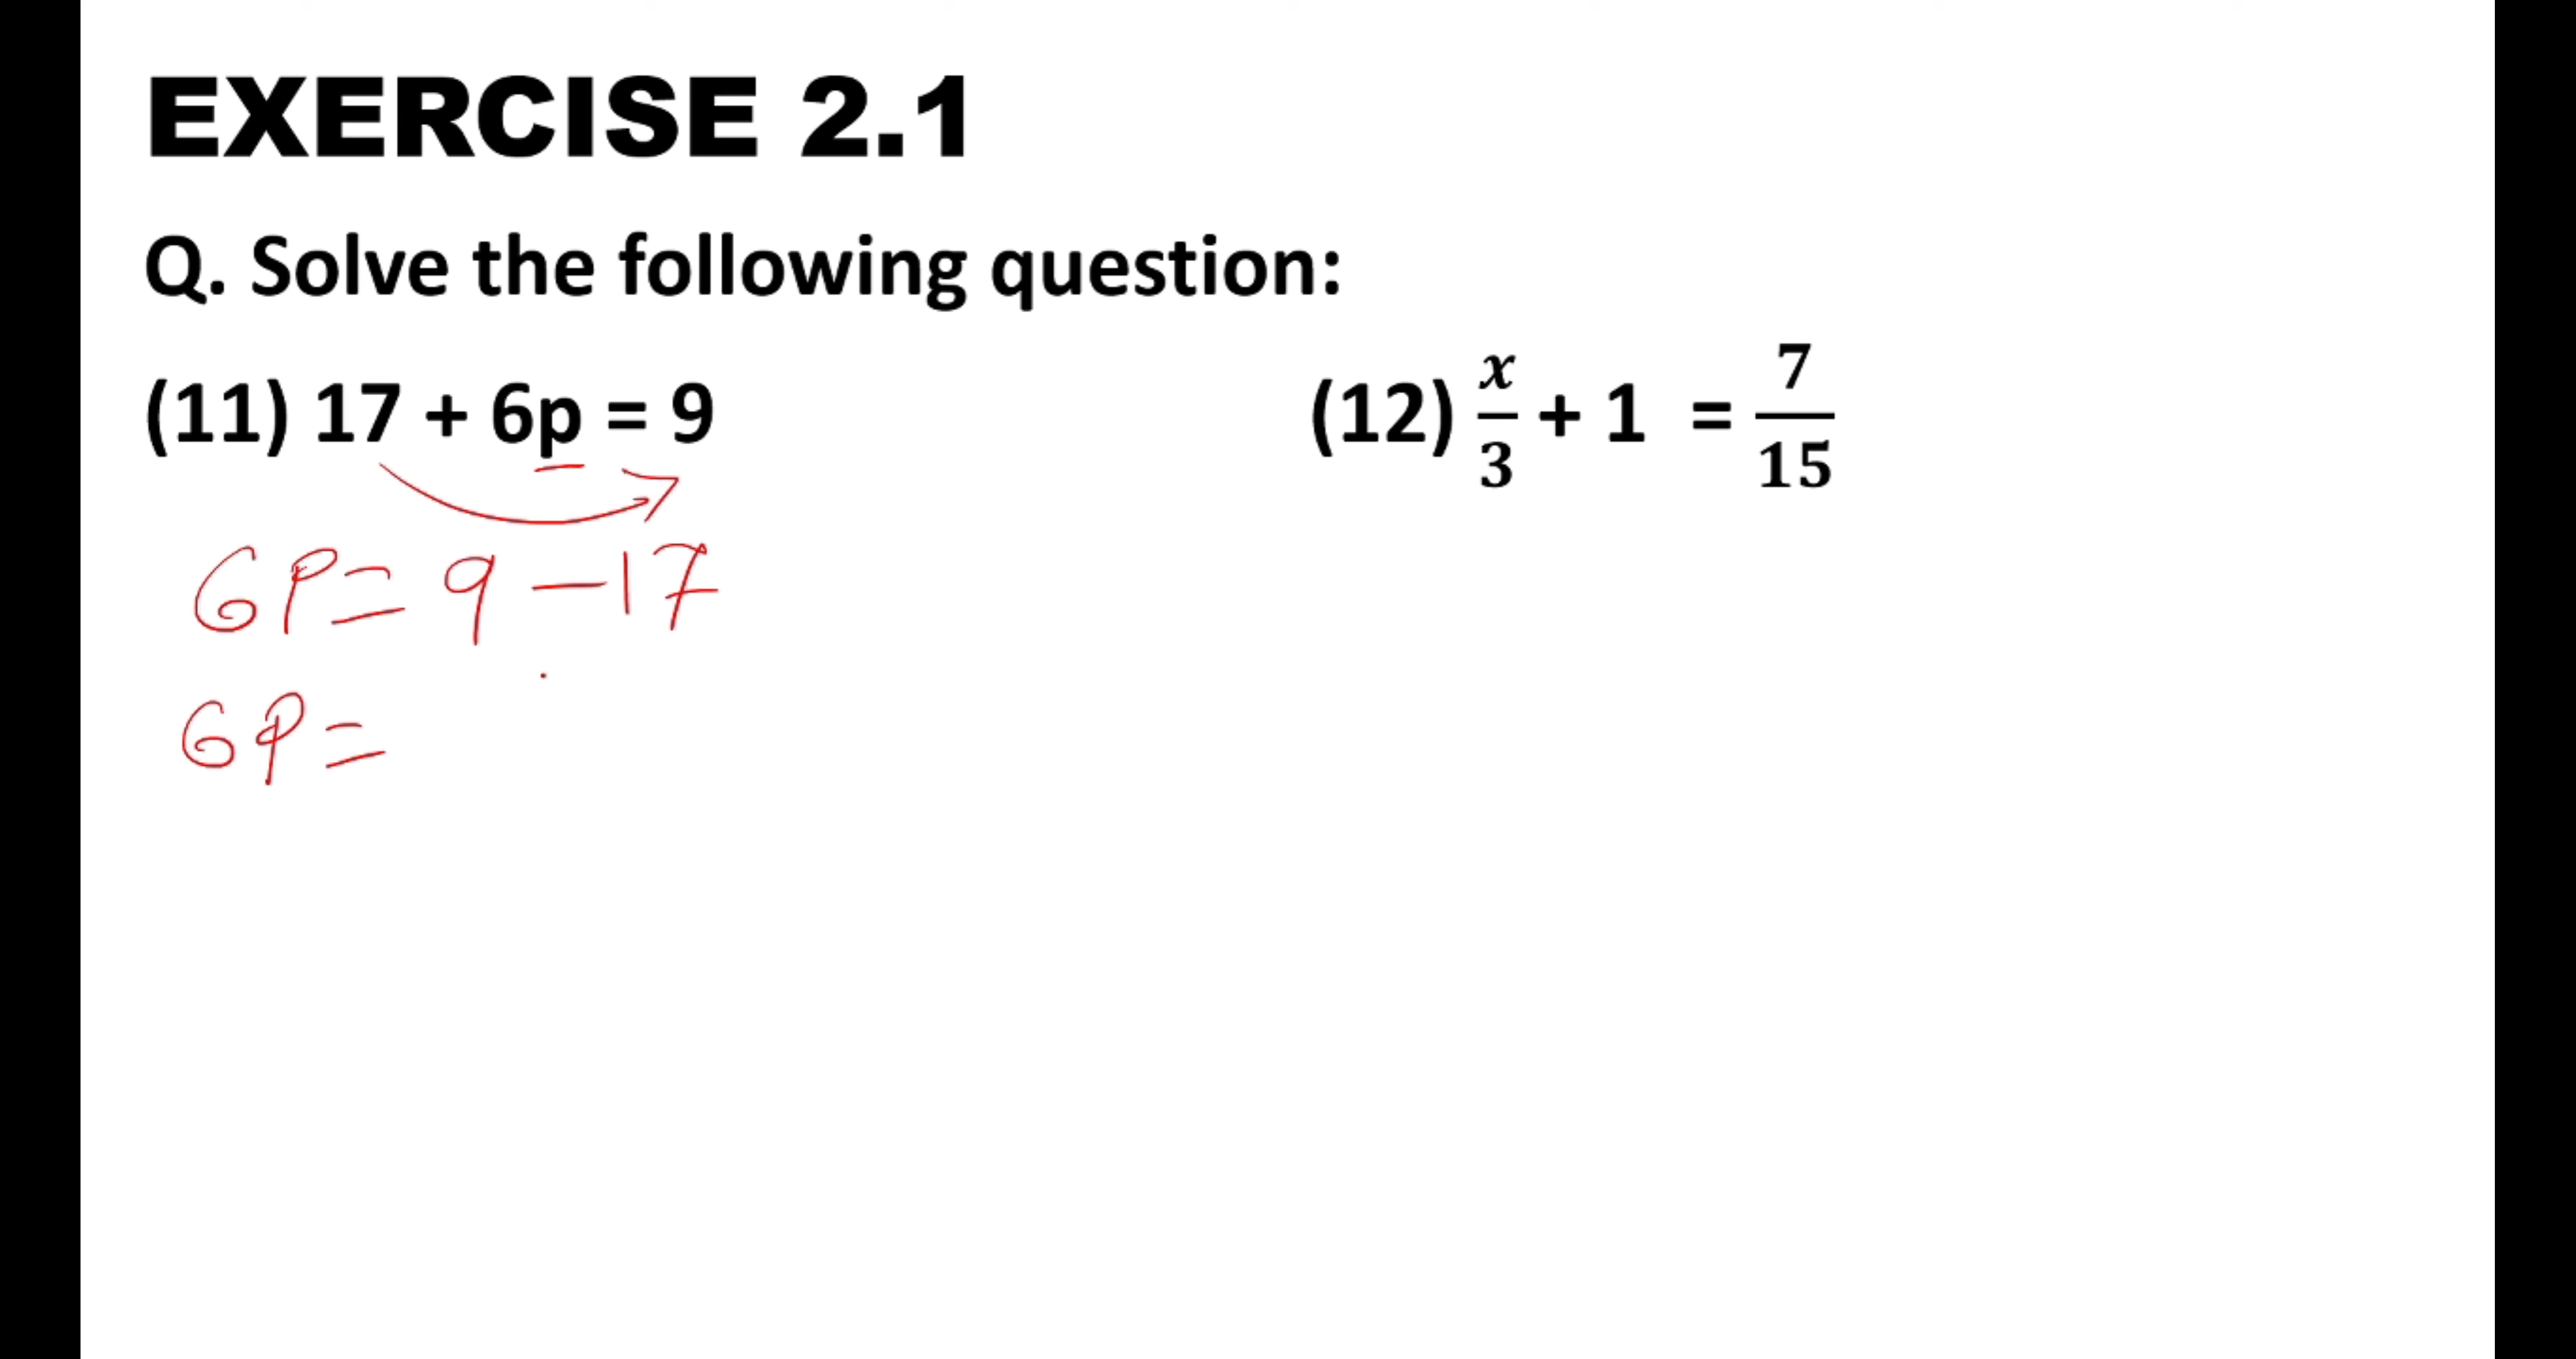 EXERCISE 2.1
Q. Solve the following question:
(11) 17 + 6p = 9
(12) x/3 + 1 = 7/15
6P= 9 -17
6P=